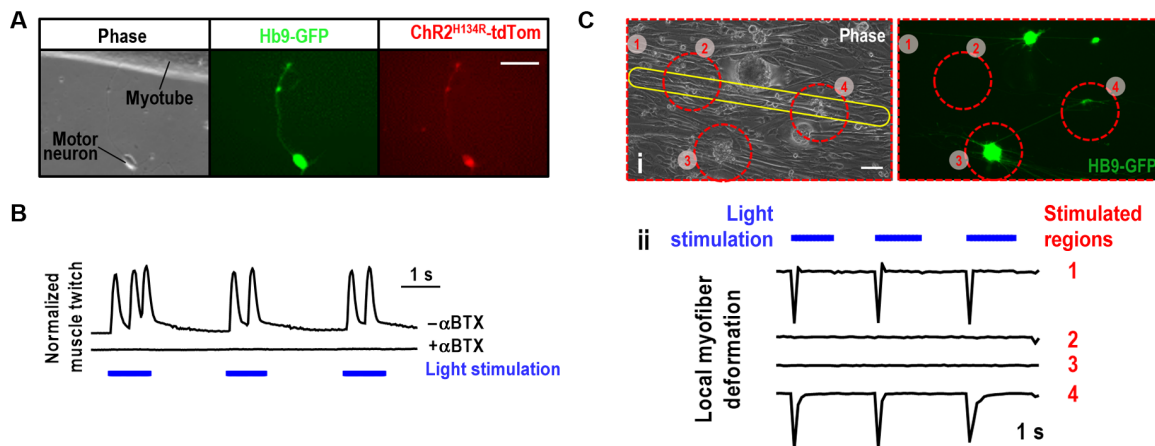 A
Phase
Hb9-GFP
ChR2H134R-tdTom
Myotube
Motor
neuron
B
Normalized
muscle twitch
1 s
−αBTX
+αBTX
Light stimulation
C
Phase
1
2
3
4
i
1
2
3
4
HB9-GFP
ii
Light
stimulation
Stimulated
regions
Local myofiber
deformation
1
2
3
4
1 s